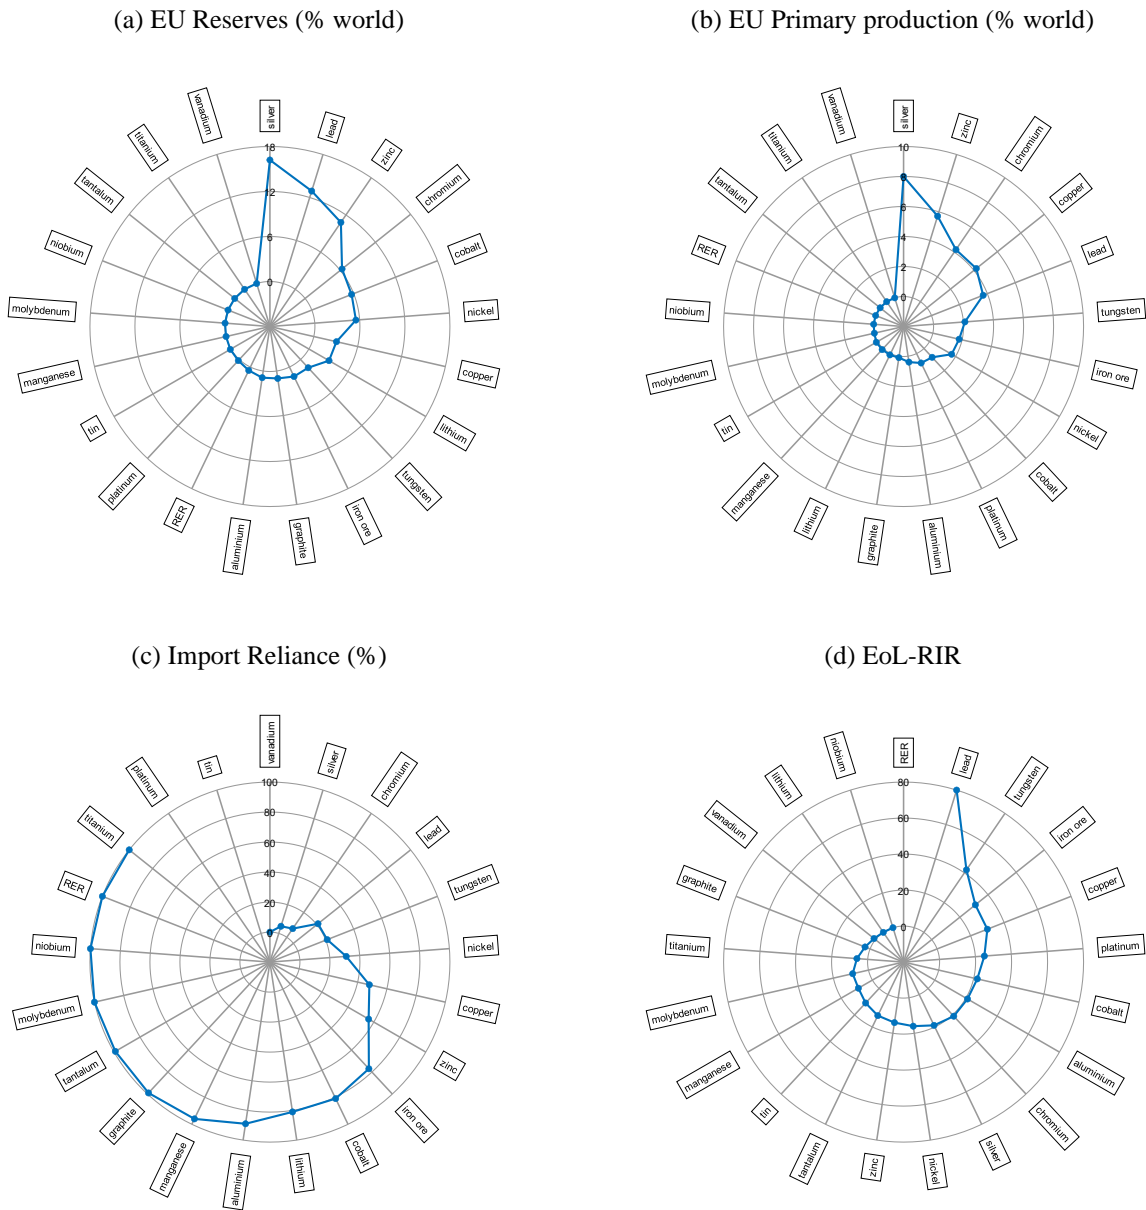 (a) EU Reserves (% world)
silver
lead
zinc
chromium
cobalt
nickel
copper
lithium
tungsten
iron ore
graphite
aluminium
RER
platinum
tin
manganese
molybdenum
niobium
tantalum
titanium
vanadium
18
12
6
0
(b) EU Primary production (% world)
silver
zinc
chromium
copper
lead
tungsten
iron ore
nickel
cobalt
platinum
aluminium
graphite
lithium
manganese
tin
molybdenum
niobium
RER
tantalum
titanium
vanadium
10
8
6
4
2
0
(c) Import Reliance (%)
vanadium
silver
chromium
lead
tungsten
nickel
copper
zinc
iron ore
cobalt
lithium
aluminium
manganese
graphite
tantalum
molybdenum
niobium
RER
titanium
platinum
tin
100
80
60
40
20
0
(d) EoL-RIR
RER
lead
tungsten
iron ore
copper
platinum
cobalt
aluminium
chromium
silver
nickel
zinc
tantalum
tin
manganese
molybdenum
titanium
graphite
vanadium
lithium
niobium
80
60
40
20
0